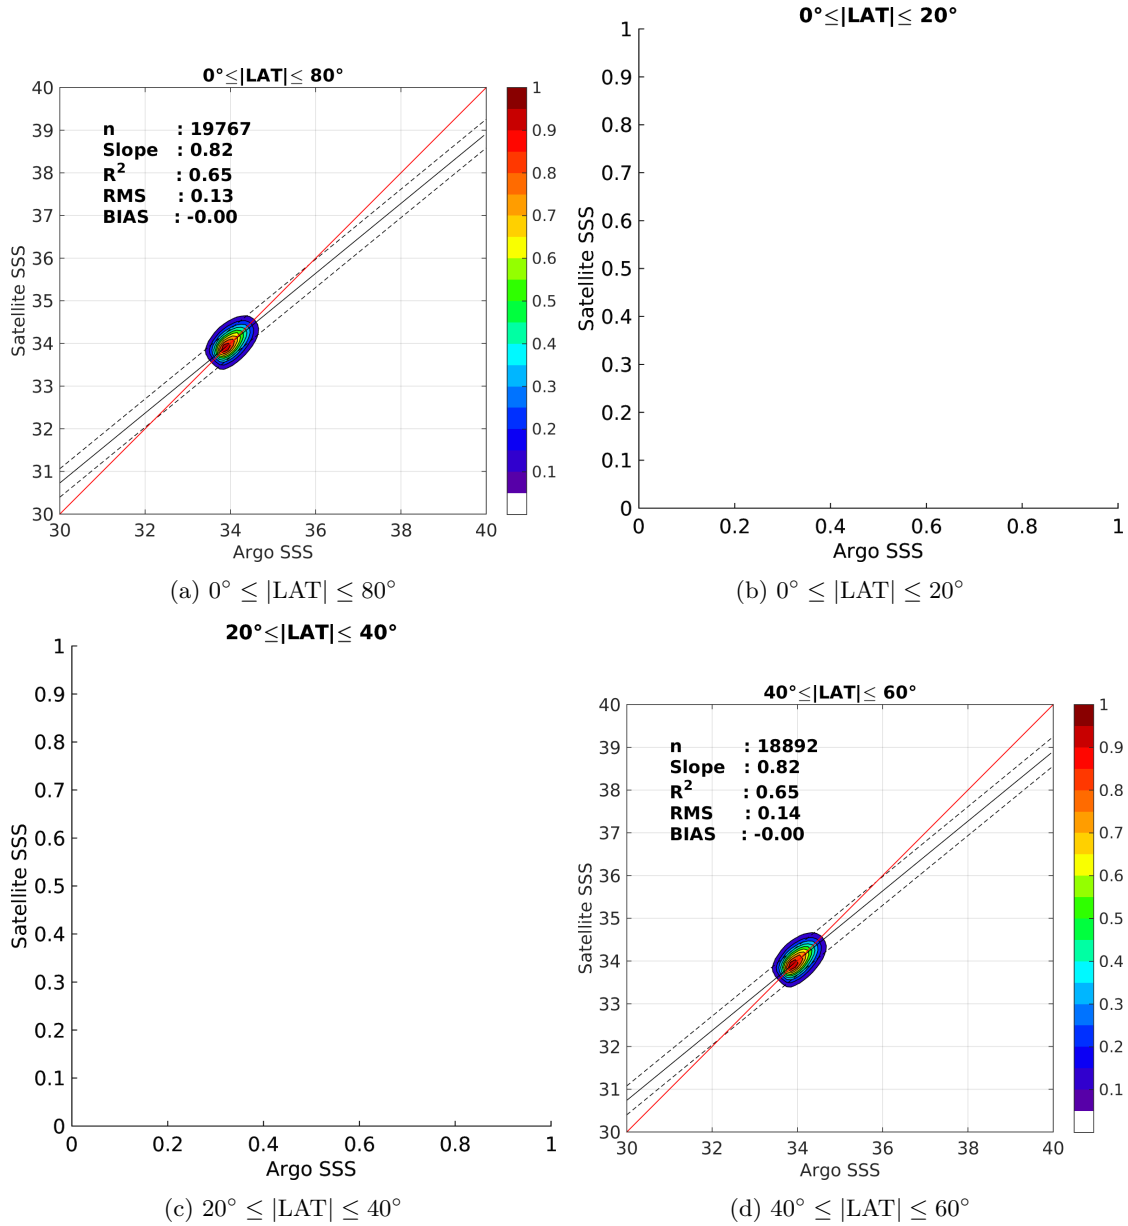 0°≤|LAT|≤ 80°
40
39
38
37
36
35
34
33
32
31
30
n : 19767
Slope : 0.82
R² : 0.65
RMS : 0.13
BIAS : -0.00
30 32 34 36 38 40
Argo SSS
Satellite SSS
1
0.9
0.8
0.7
0.6
0.5
0.4
0.3
0.2
0.1
(a) 0° ≤ |LAT| ≤ 80°
0°≤|LAT|≤ 20°
1
0.9
0.8
0.7
0.6
0.5
0.4
0.3
0.2
0.1
0
0 0.2 0.4 0.6 0.8 1
Argo SSS
Satellite SSS
(b) 0° ≤ |LAT| ≤ 20°
20°≤|LAT|≤ 40°
1
0.9
0.8
0.7
0.6
0.5
0.4
0.3
0.2
0.1
0
0 0.2 0.4 0.6 0.8 1
Argo SSS
Satellite SSS
(c) 20° ≤ |LAT| ≤ 40°
40°≤|LAT|≤ 60°
40
39
38
37
36
35
34
33
32
31
30
n : 18892
Slope : 0.82
R² : 0.65
RMS : 0.14
BIAS : -0.00
30 32 34 36 38 40
Argo SSS
Satellite SSS
1
0.9
0.8
0.7
0.6
0.5
0.4
0.3
0.2
0.1
(d) 40° ≤ |LAT| ≤ 60°